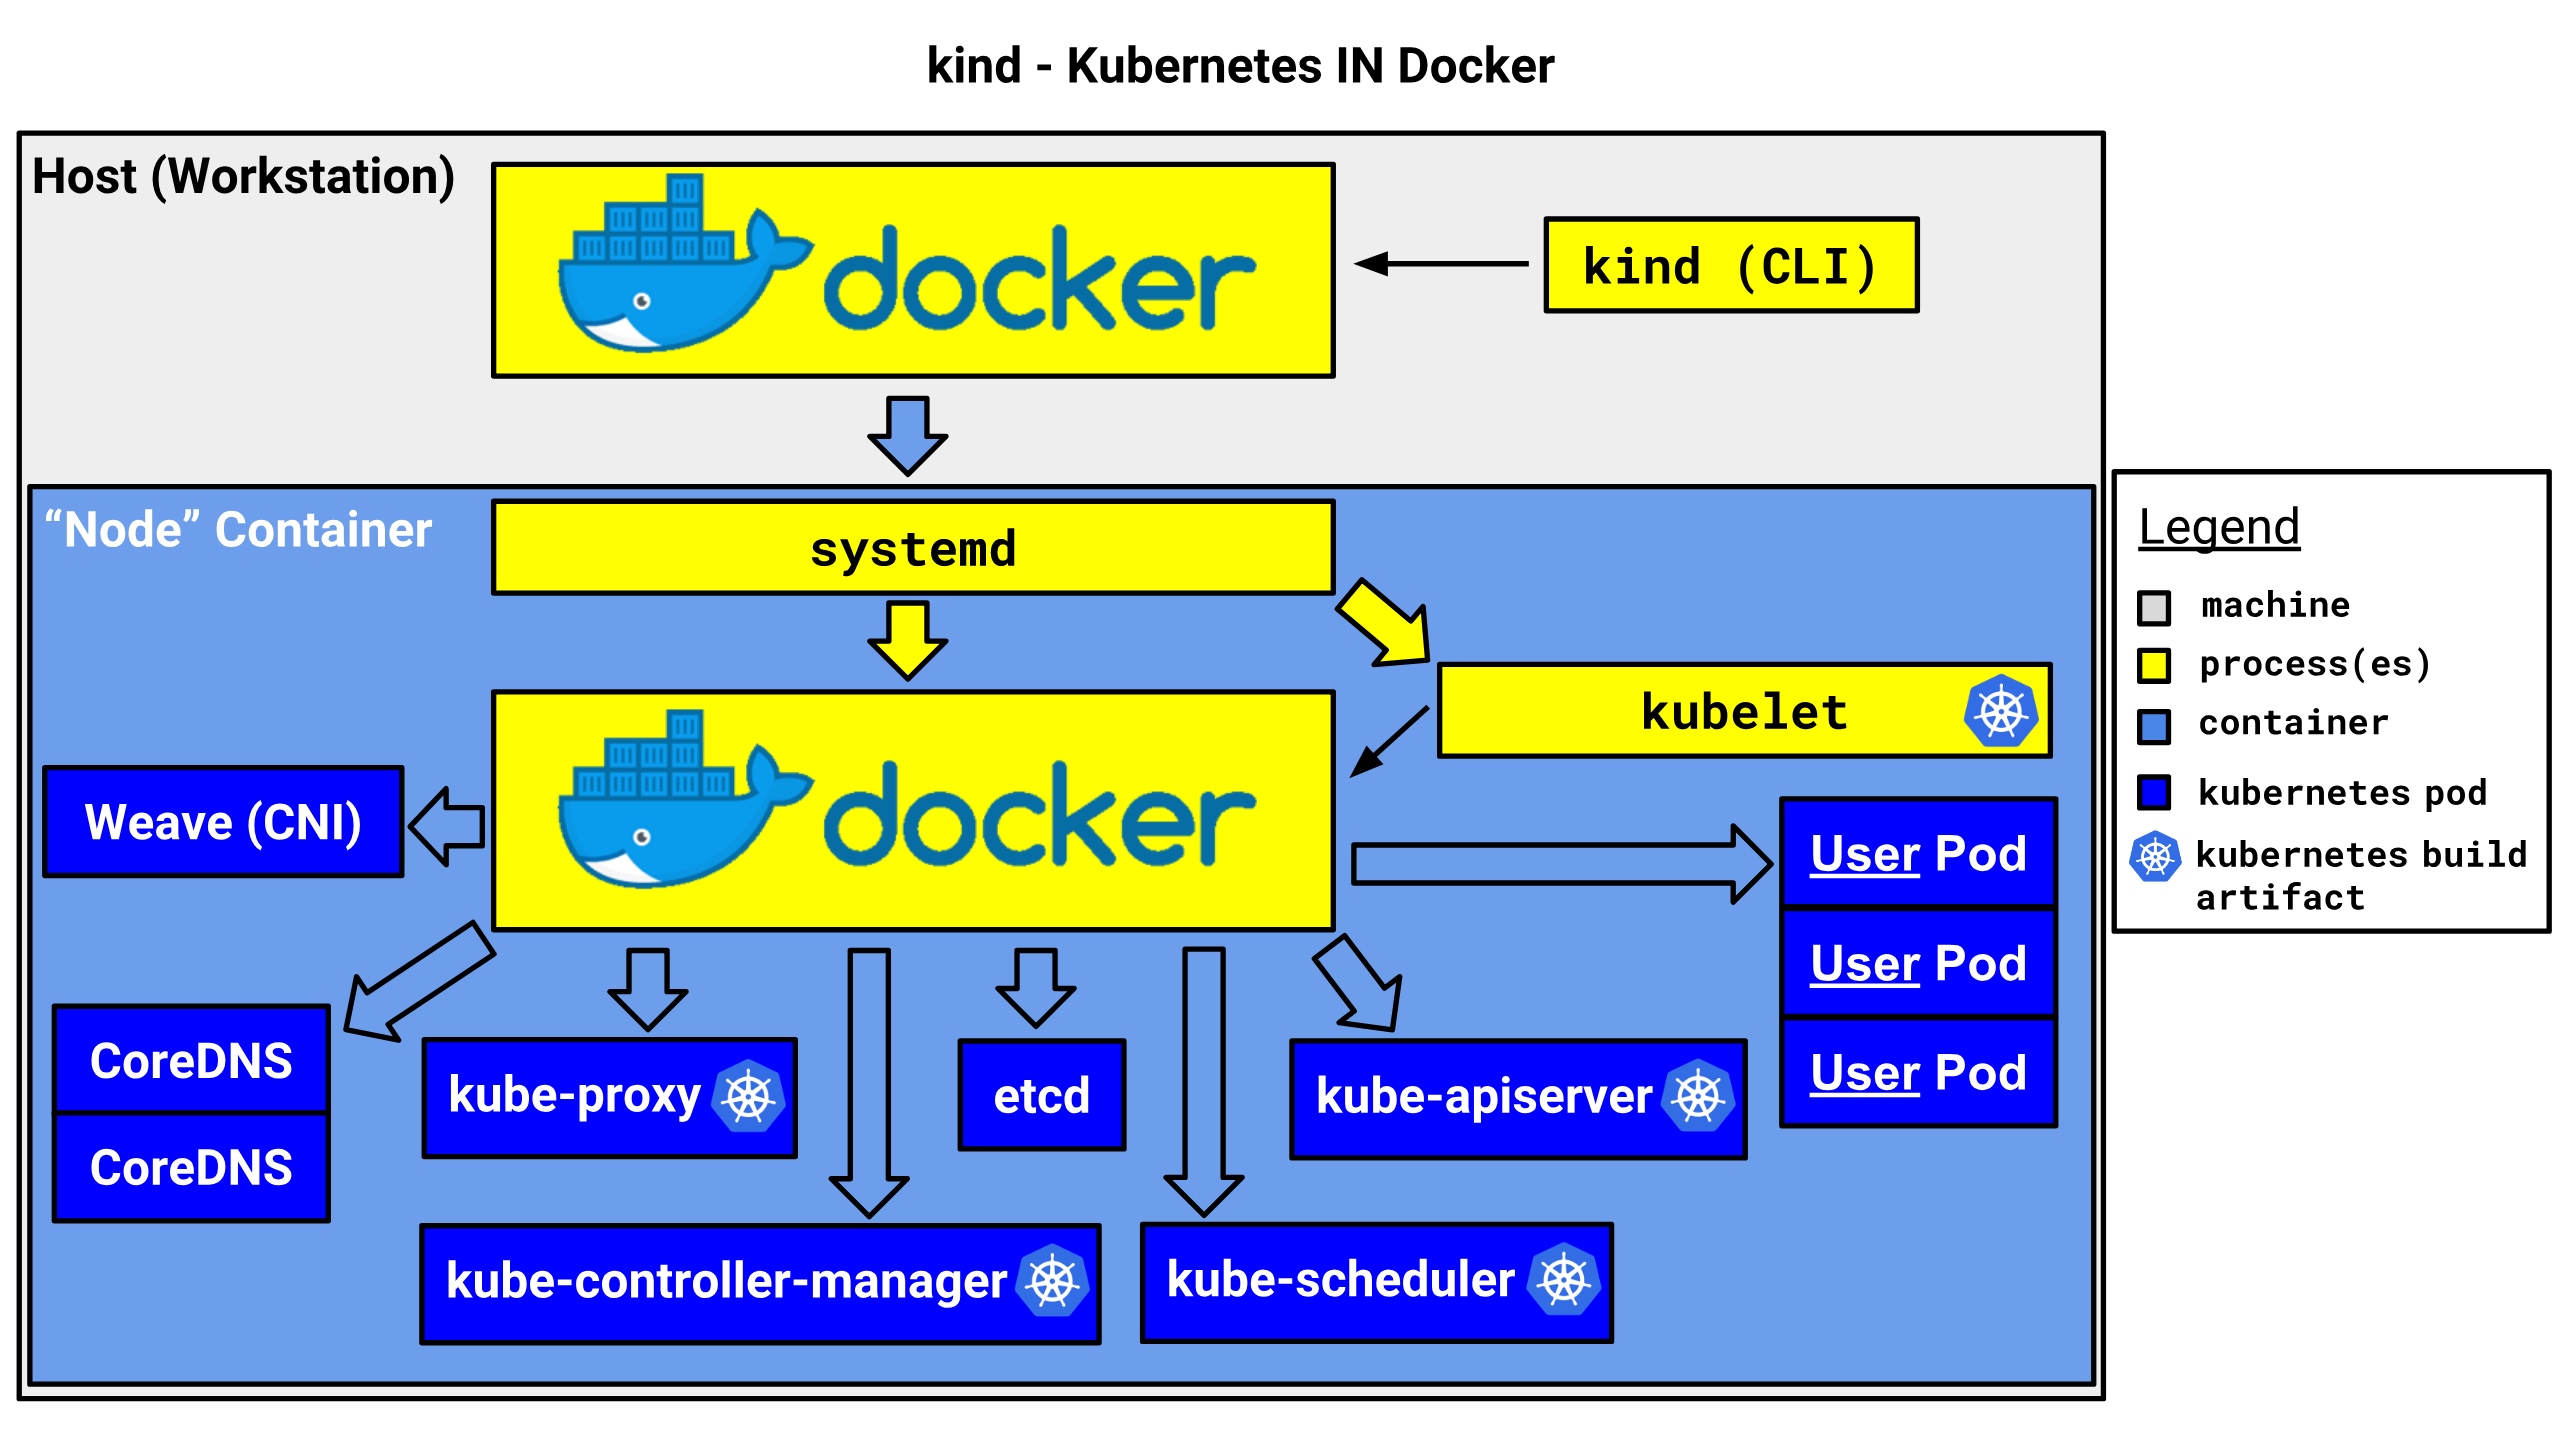 kind - Kubernetes IN Docker
Host (Workstation)
docker
kind (CLI)
“Node” Container
systemd
kubelet
docker
Weave (CNI)
User Pod
User Pod
User Pod
CoreDNS
CoreDNS
kube-proxy
etcd
kube-apiserver
kube-controller-manager
kube-scheduler
Legend
machine
process(es)
container
kubernetes pod
kubernetes build
artifact